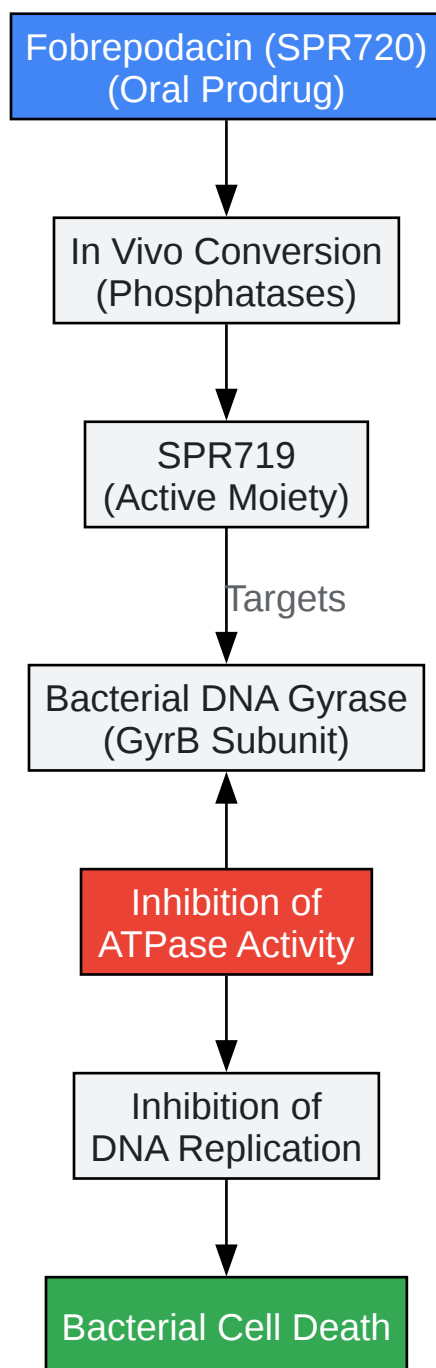 Fobrepodacin (SPR720)
(Oral Prodrug)
In Vivo Conversion
(Phosphatases)
SPR719
(Active Moiety)
Targets
Bacterial DNA Gyrase
(GyrB Subunit)
Inhibition of
ATPase Activity
Inhibition of
DNA Replication
Bacterial Cell Death